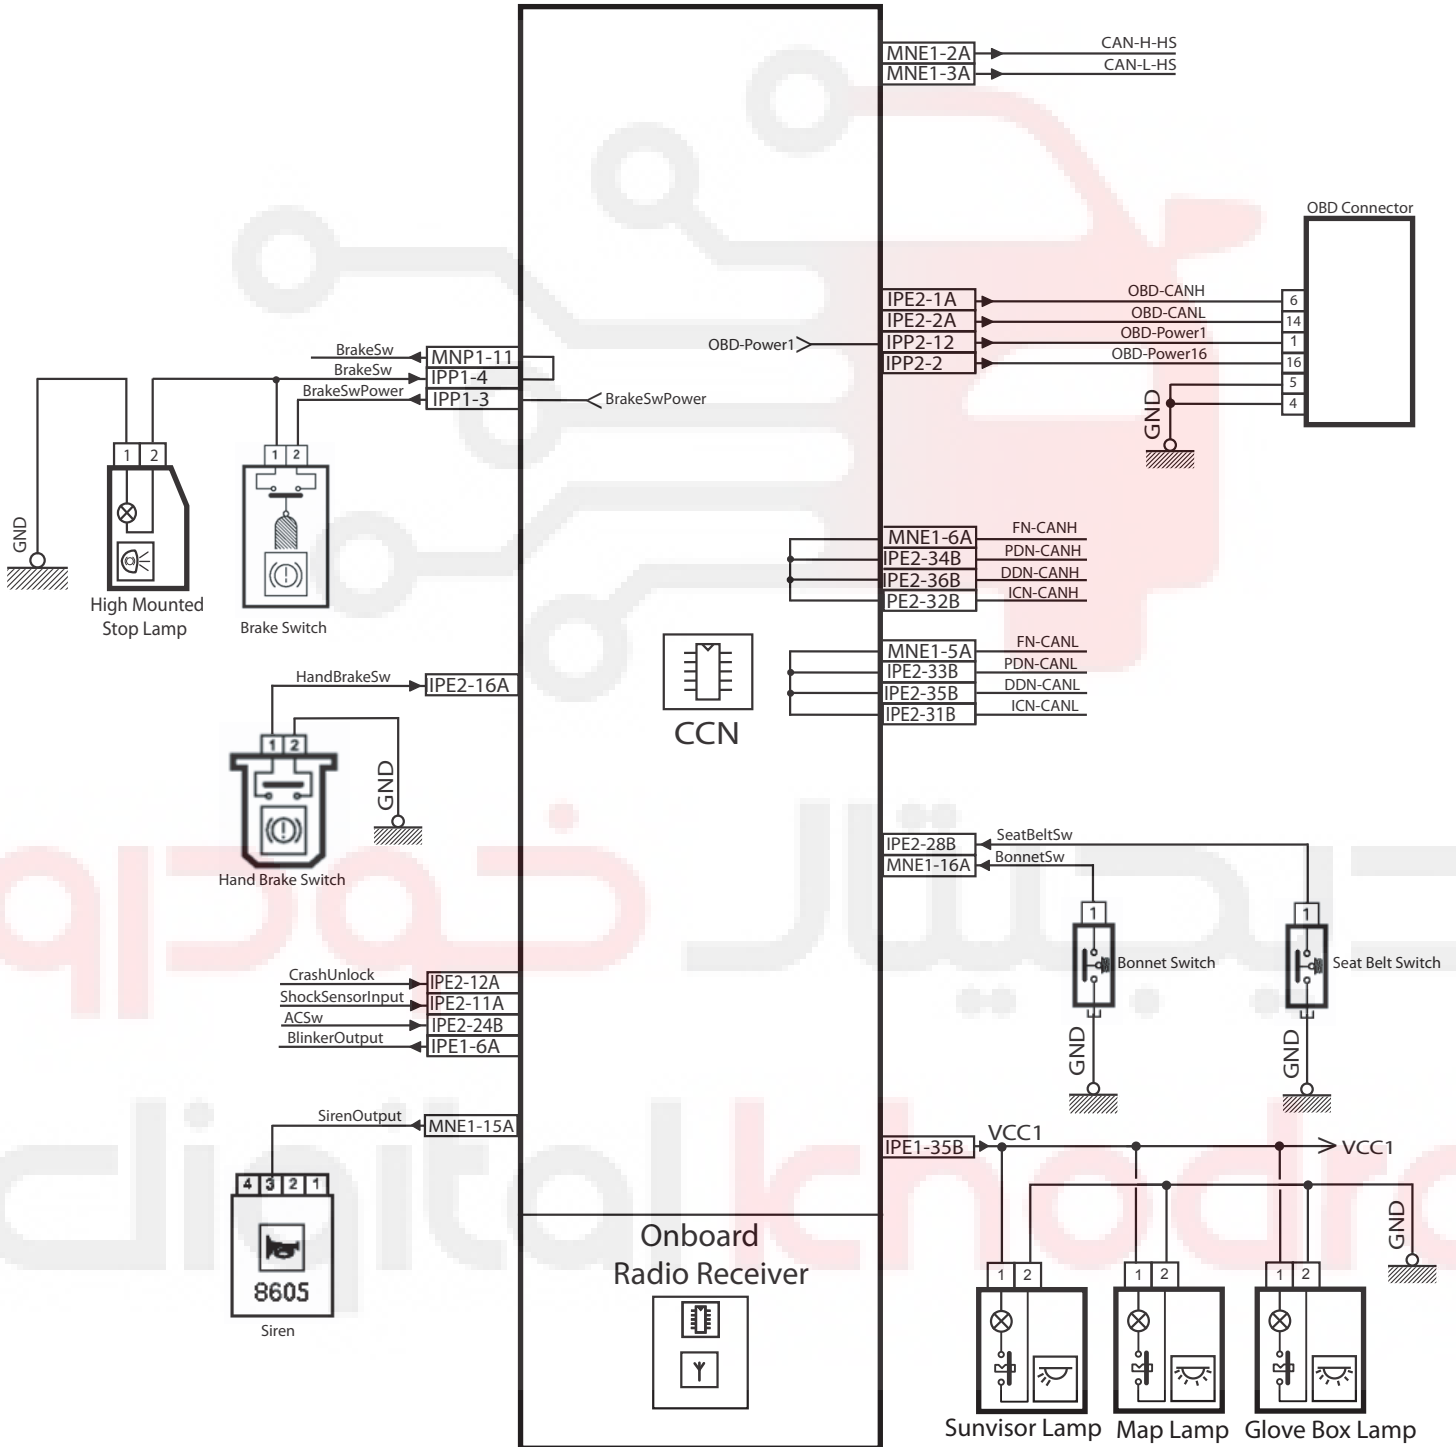 MNE1-2A CAN-H-HS
MNE1-3A CAN-L-HS
OBD Connector
IPE2-1A OBD-CANH 6
IPE2-2A OBD-CANL 14
OBD-Power1 IPP2-12 OBD-Power1 1
IPP2-2 OBD-Power16 16
5
4
GND
BrakeSw MNP1-11
BrakeSw IPP1-4
BrakeSwPower IPP1-3 BrakeSwPower
1 2
1 2
GND
High Mounted
Stop Lamp
Brake Switch
MNE1-6A FN-CANH
IPE2-34B PDN-CANH
IPE2-36B DDN-CANH
PE2-32B ICN-CANH
MNE1-5A FN-CANL
IPE2-33B PDN-CANL
IPE2-35B DDN-CANL
IPE2-31B ICN-CANL
CCN
HandBrakeSw IPE2-16A
1 2
GND
Hand Brake Switch
IPE2-28B SeatBeltSw
MNE1-16A BonnetSw
1
1
Bonnet Switch
Seat Belt Switch
GND
GND
دیجیتال خودرو
CrashUnlock IPE2-12A
ShockSensorInput IPE2-11A
ACSw IPE2-24B
BlinkerOutput IPE1-6A
SirenOutput MNE1-15A
4 3 2 1
8605
Siren
digital khodro
IPE1-35B VCC1 VCC1
GND
1 2
1 2
1 2
Onboard
Radio Receiver
Sunvisor Lamp
Map Lamp
Glove Box Lamp